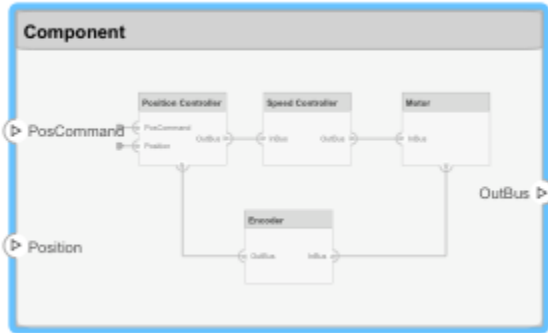 Component
Position Controller
Speed Controller
Motor
PosCommand
PosCommand
OutBus
InBus
OutBus
InBus
Position
OutBus
Encoder
Position
OutBus
InBus